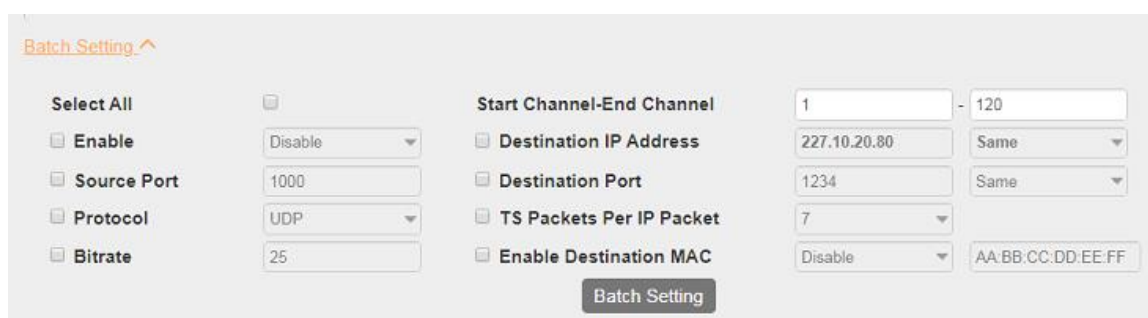 Batch Setting
Select All Start Channel-End Channel 1 - 120
Enable Disable Destination IP Address 227.10.20.80 Same
Source Port 1000 Destination Port 1234 Same
Protocol UDP TS Packets Per IP Packet 7
Bitrate 25 Enable Destination MAC Disable AA:BB:CC:DD:EE:FF
Batch Setting